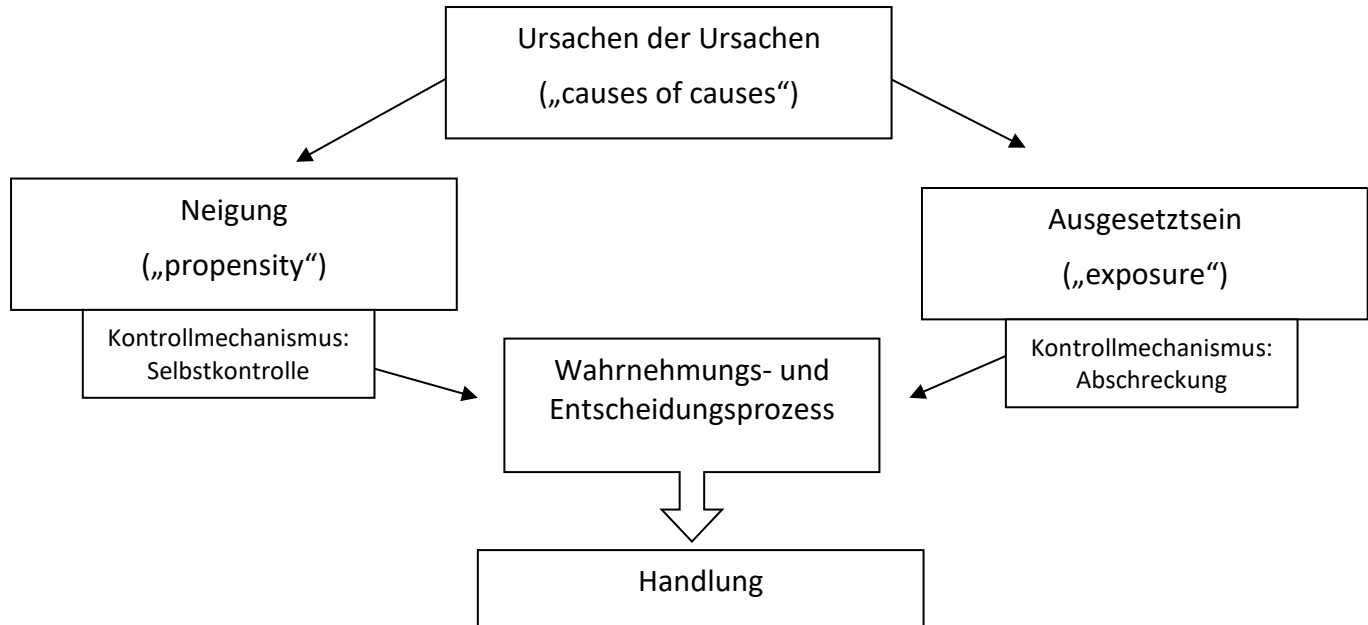 Ursachen der Ursachen
(„causes of causes“)
Neigung
(„propensity“)
Ausgesetztsein
(„exposure“)
Kontrollmechanismus:
Selbstkontrolle
Wahrnehmungs- und
Entscheidungsprozess
Kontrollmechanismus:
Abschreckung
Handlung